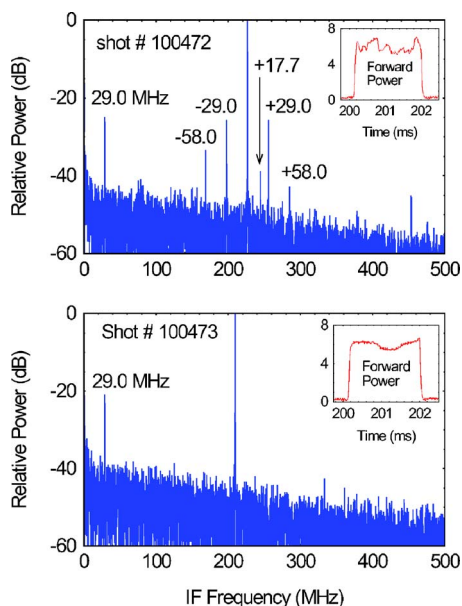 0
-20
-40
-60
Relative Power (dB)
shot # 100472
29.0 MHz
-58.0
-29.0
+17.7
+29.0
+58.0
8
4
0
Forward
Power
200 201 202
Time (ms)
0 100 200 300 400 500
0
-20
-40
-60
Relative Power (dB)
Shot # 100473
29.0 MHz
8
4
0
Forward
Power
200 201 202
Time (ms)
0 100 200 300 400 500
IF Frequency (MHz)